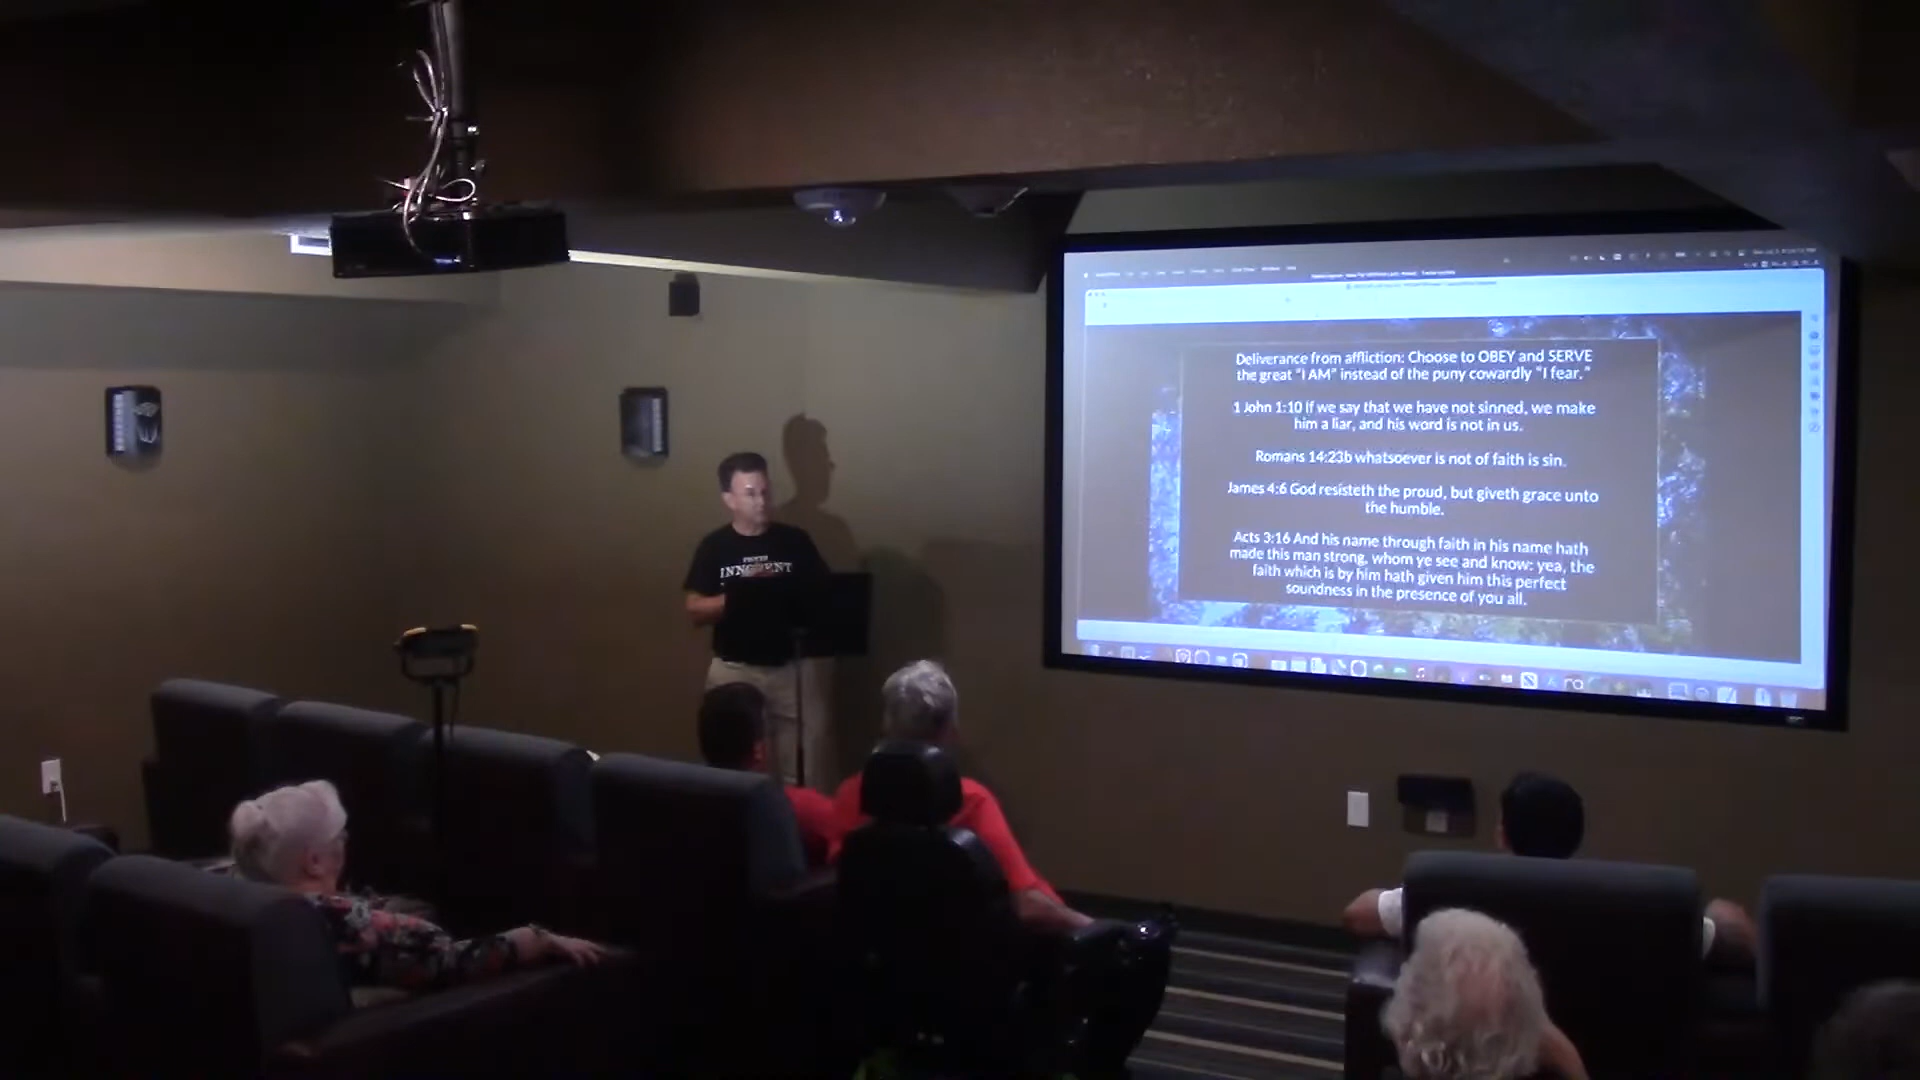 Deliverance from affliction: Choose to OBEY and SERVE
the great "I AM" instead of the puny cowardly "I fear."
1 John 1:10 If we say that we have not sinned, we make
him a liar, and his word is not in us.
Romans 14:23b whatsoever is not of faith is sin.
James 4:6 God resisteth the proud, but giveth grace unto
the humble.
Acts 3:16 And his name through faith in his name hath
made this man strong, whom ye see and know: yea, the
faith which is by him hath given him this perfect
soundness in the presence of you all.
INNOCENT